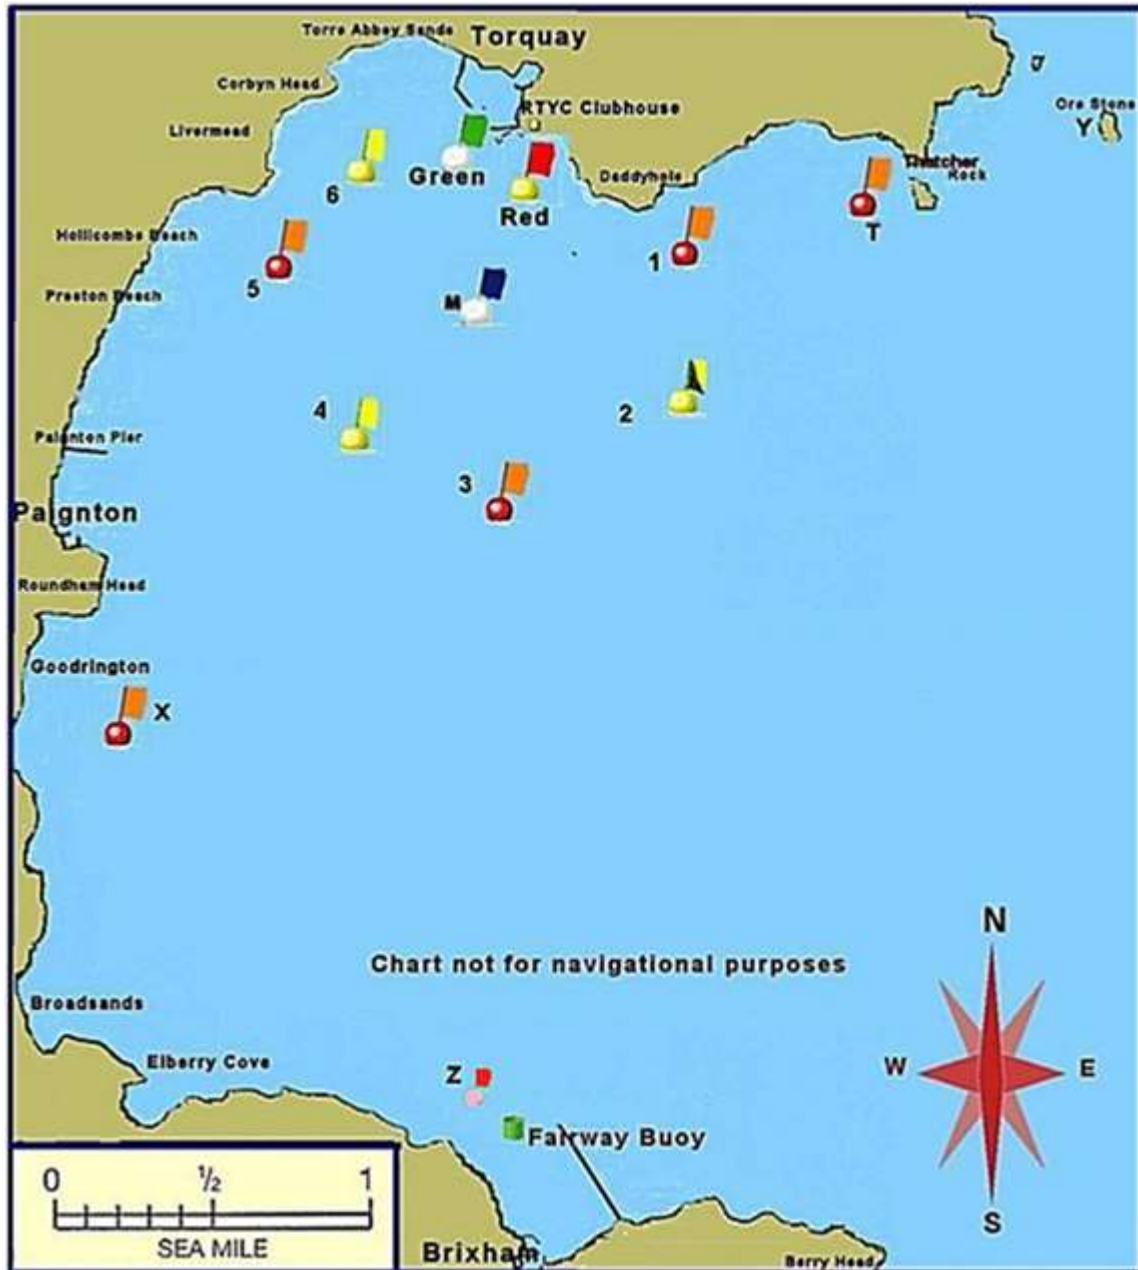 Torre Abbey Sands
Torquay
Corbyn Head
RTYC Clubhouse
Ore Stone
Livermead
Y
Green
Daddyhole
Thatcher
Rock
6
Red
T
Hollicombe Beach
1
5
Preston Beach
M
4
2
Paignton Pier
3
Paignton
Roundham Head
Goodrington
X
Chart not for navigational purposes
N
Broadsands
Elberry Cove
W
E
Z
Fairway Buoy
0
½
1
S
SEA MILE
Brixham
Berry Head